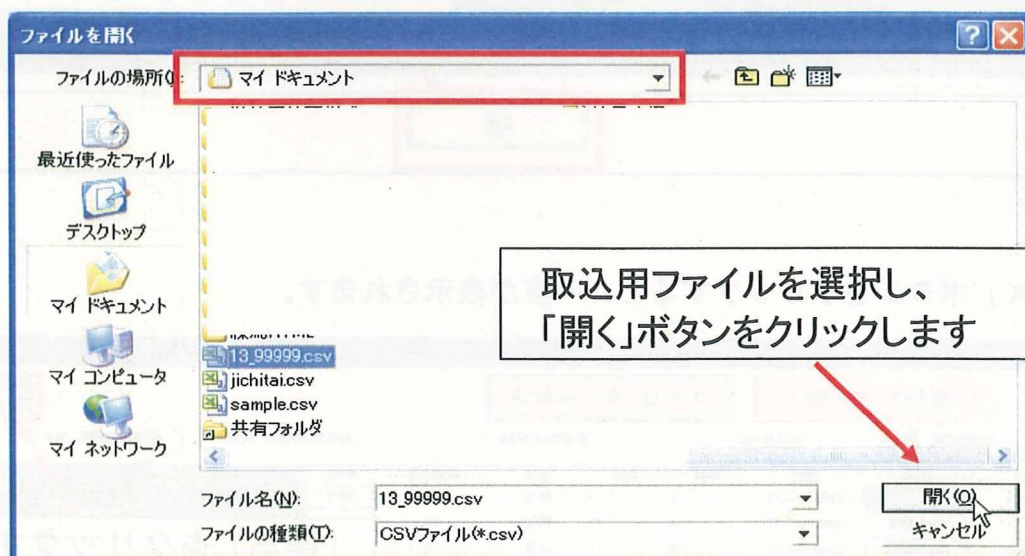 ファイルを開く
ファイルの場所(I):
マイ ドキュメント
最近使ったファイル
デスクトップ
マイ ドキュメント
マイ コンピュータ
マイ ネットワーク
取込用ファイルを選択し、
「開く」ボタンをクリックします
13_99999.csv
jichitai.csv
sample.csv
共有フォルダ
ファイル名(N):
13_99999.csv
開く(O)
ファイルの種類(T):
CSVファイル(*.csv)
キャンセル